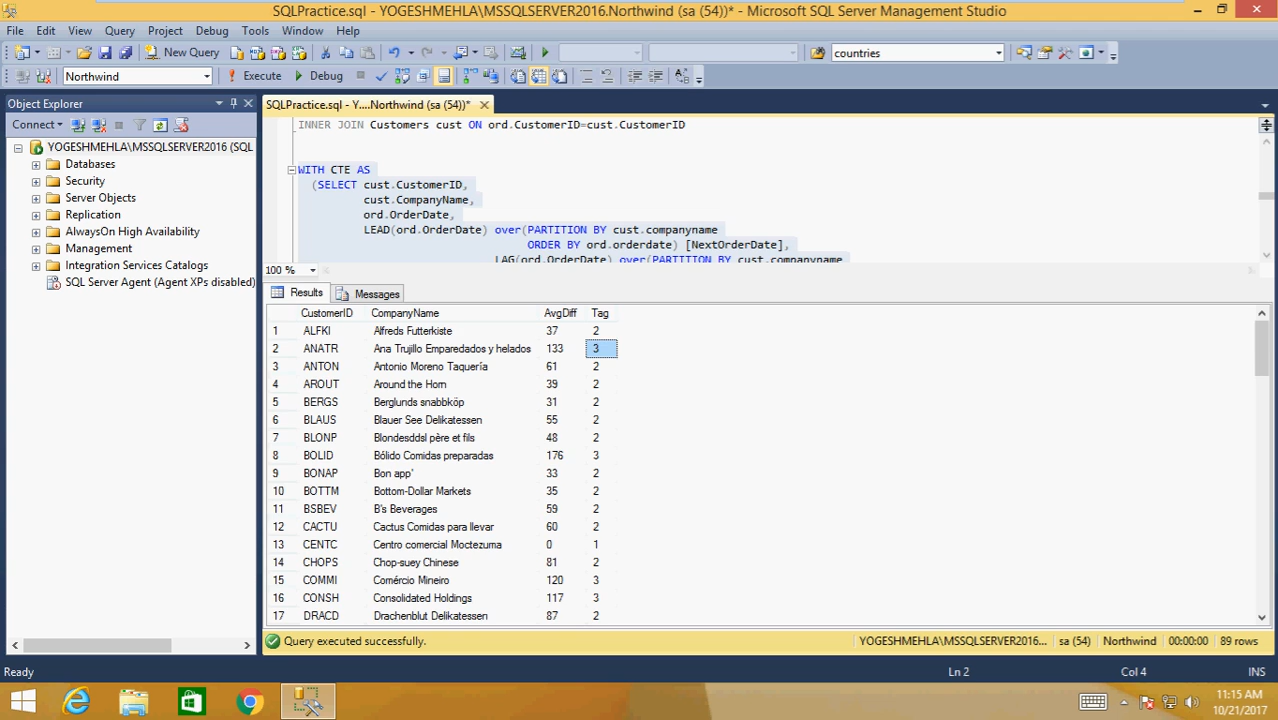 SQLPractice.sql - YOGESHMEHLA\MSSQLSERVER2016.Northwind (sa (54))* - Microsoft SQL Server Management Studio
File Edit View Query Project Debug Tools Window Help
New Query countries
Northwind Execute Debug
Object Explorer
SQLPractice.sql - Y....Northwind (sa (54))*
Connect
YOGESHMEHLA\MSSQLSERVER2016 (SQL
Databases
Security
Server Objects
Replication
AlwaysOn High Availability
Management
Integration Services Catalogs
SQL Server Agent (Agent XPs disabled)
INNER JOIN Customers cust ON ord.CustomerID=cust.CustomerID
WITH CTE AS
(SELECT cust.CustomerID,
cust.CompanyName,
ord.OrderDate,
LEAD(ord.OrderDate) over(PARTITION BY cust.companyname
ORDER BY ord.orderdate) [NextOrderDate],
LAG(ord.OrderDate) over(PARTITION BY cust.companyname
100 %
Results Messages
CustomerID CompanyName AvgDiff Tag
1 ALFKI Alfreds Futterkiste 37 2
2 ANATR Ana Trujillo Emparedados y helados 133 3
3 ANTON Antonio Moreno Taquería 61 2
4 AROUT Around the Horn 39 2
5 BERGS Berglunds snabbköp 31 2
6 BLAUS Blauer See Delikatessen 55 2
7 BLONP Blondesddsl père et fils 48 2
8 BOLID Bólido Comidas preparadas 176 3
9 BONAP Bon app' 33 2
10 BOTTM Bottom-Dollar Markets 35 2
11 BSBEV B's Beverages 59 2
12 CACTU Cactus Comidas para llevar 60 2
13 CENTC Centro comercial Moctezuma 0 1
14 CHOPS Chop-suey Chinese 81 2
15 COMMI Comércio Mineiro 120 3
16 CONSH Consolidated Holdings 117 3
17 DRACD Drachenblut Delikatessen 87 2
Query executed successfully. YOGESHMEHLA\MSSQLSERVER2016... sa (54) Northwind 00:00:00 89 rows
Ready Ln 2 Col 4 INS
11:15 AM
10/21/2017